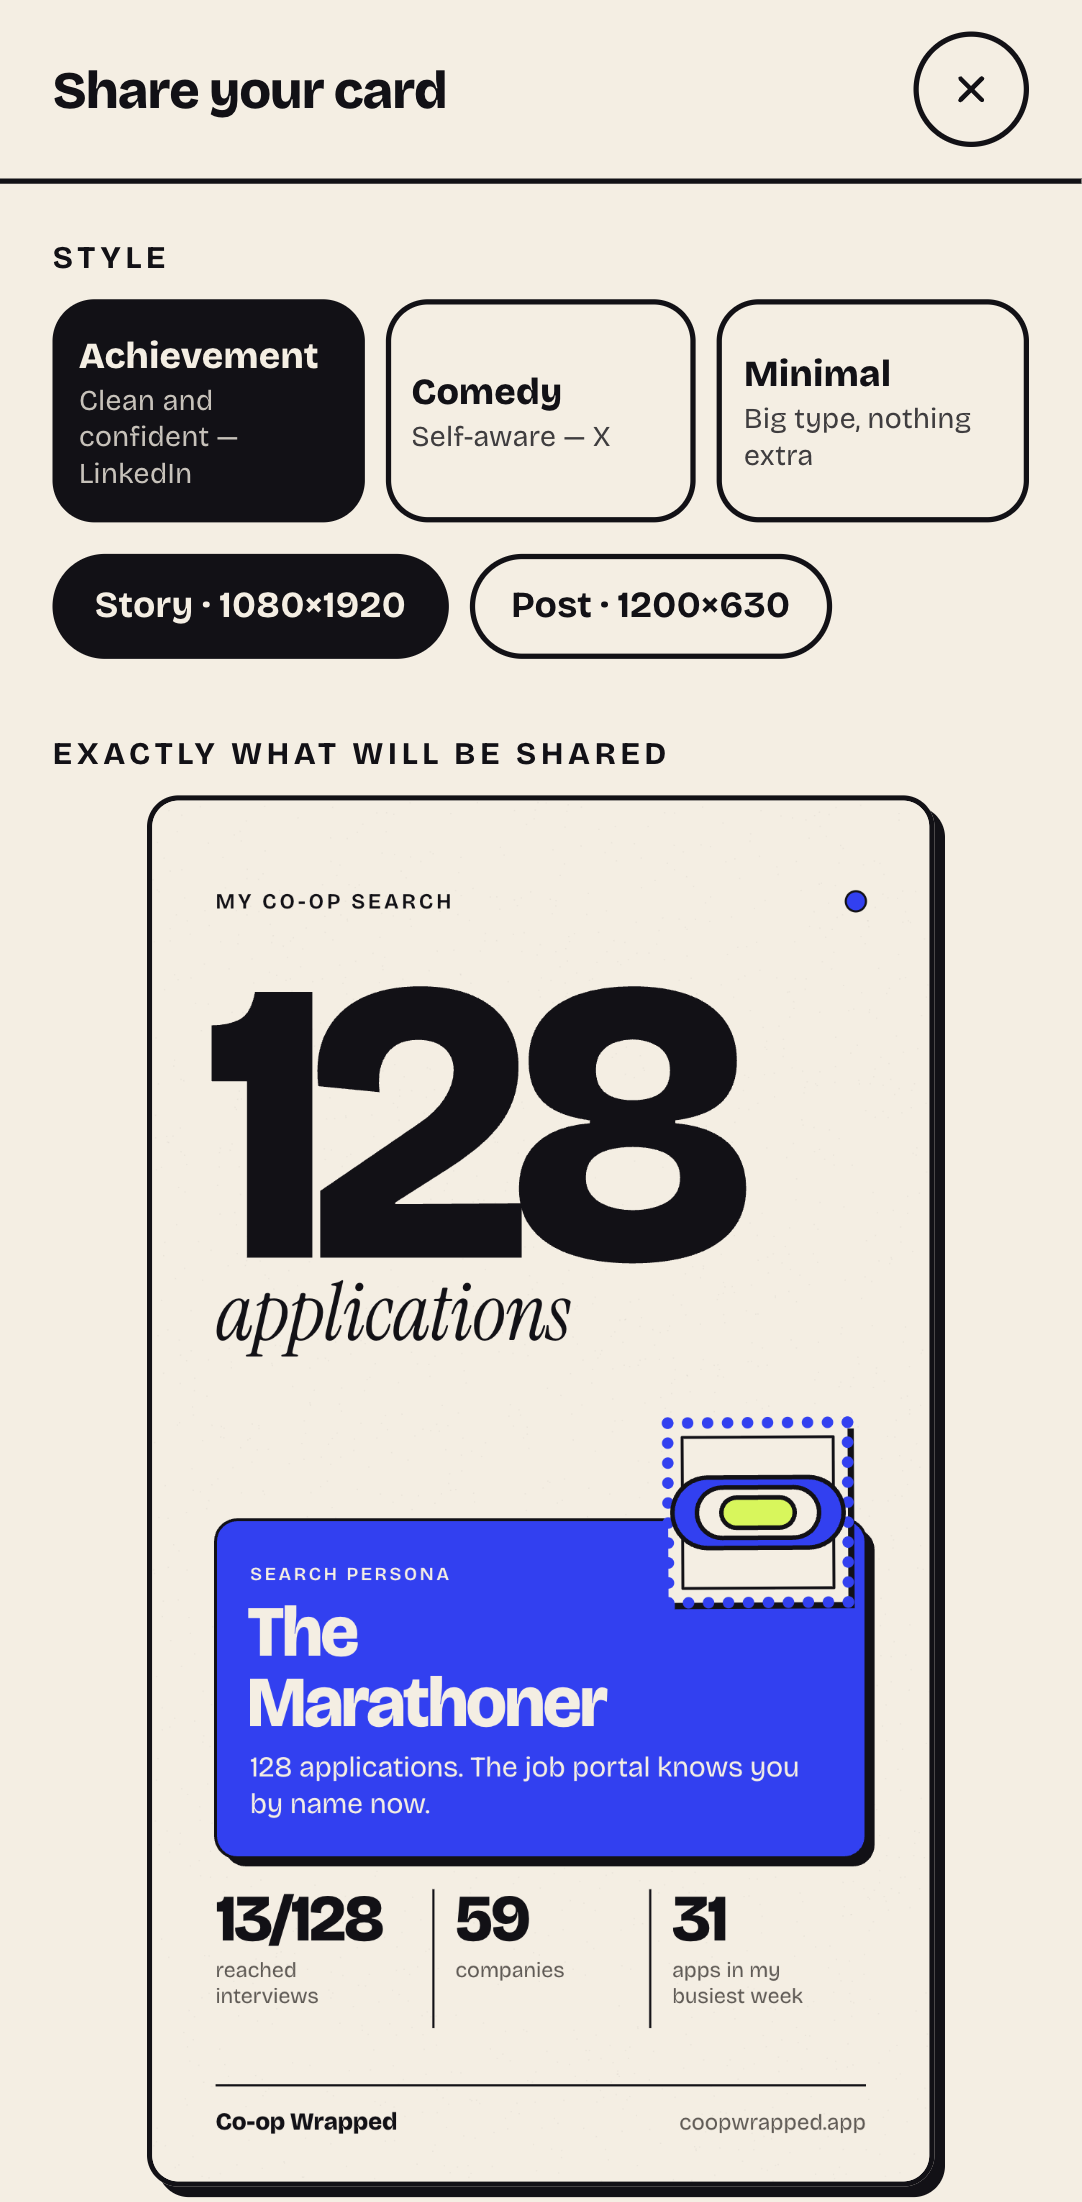 Share your card
STYLE
Achievement
Clean and
confident —
LinkedIn
Comedy
Self-aware — X
Minimal
Big type, nothing
extra
Story · 1080×1920
Post · 1200×630
EXACTLY WHAT WILL BE SHARED
MY CO-OP SEARCH
128
applications
SEARCH PERSONA
The
Marathoner
128 applications. The job portal knows you
by name now.
13/128
reached
interviews
59
companies
31
apps in my
busiest week
Co-op Wrapped
coopwrapped.app